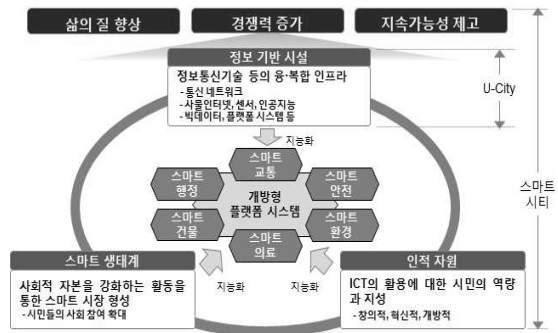 삶의 질 향상
경쟁력 증가
지속가능성 제고
정보 기반 시설
정보통신기술 등의 융·복합 인프라
-통신 네트워크
-사물인터넷, 센서, 인공지능
-빅데이터, 플랫폼 시스템 등
U-City
지능화
스마트
교통
스마트
행정
스마트
안전
개방형
플랫폼 시스템
스마트
건물
스마트
환경
스마트
의료
스마트
시티
스마트 생태계
사회적 자본을 강화하는 활동을
통한 스마트 시장 형성
-시민들의 사회 참여 확대
지능화
지능화
인적 자원
ICT의 활용에 대한 시민의 역량
과 지성
-창의적, 혁신적, 개방적